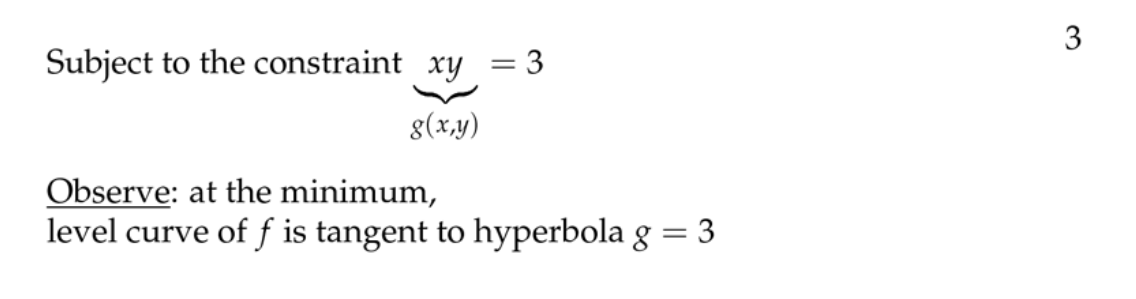 3
Subject to the constraint xy = 3
g(x,y)
Observe: at the minimum,
level curve of f is tangent to hyperbola g = 3